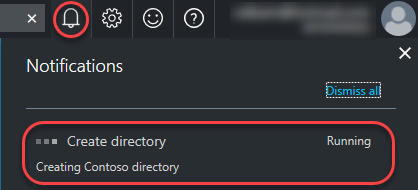 Notifications
Dismiss all
Create directory
Running
Creating Contoso directory